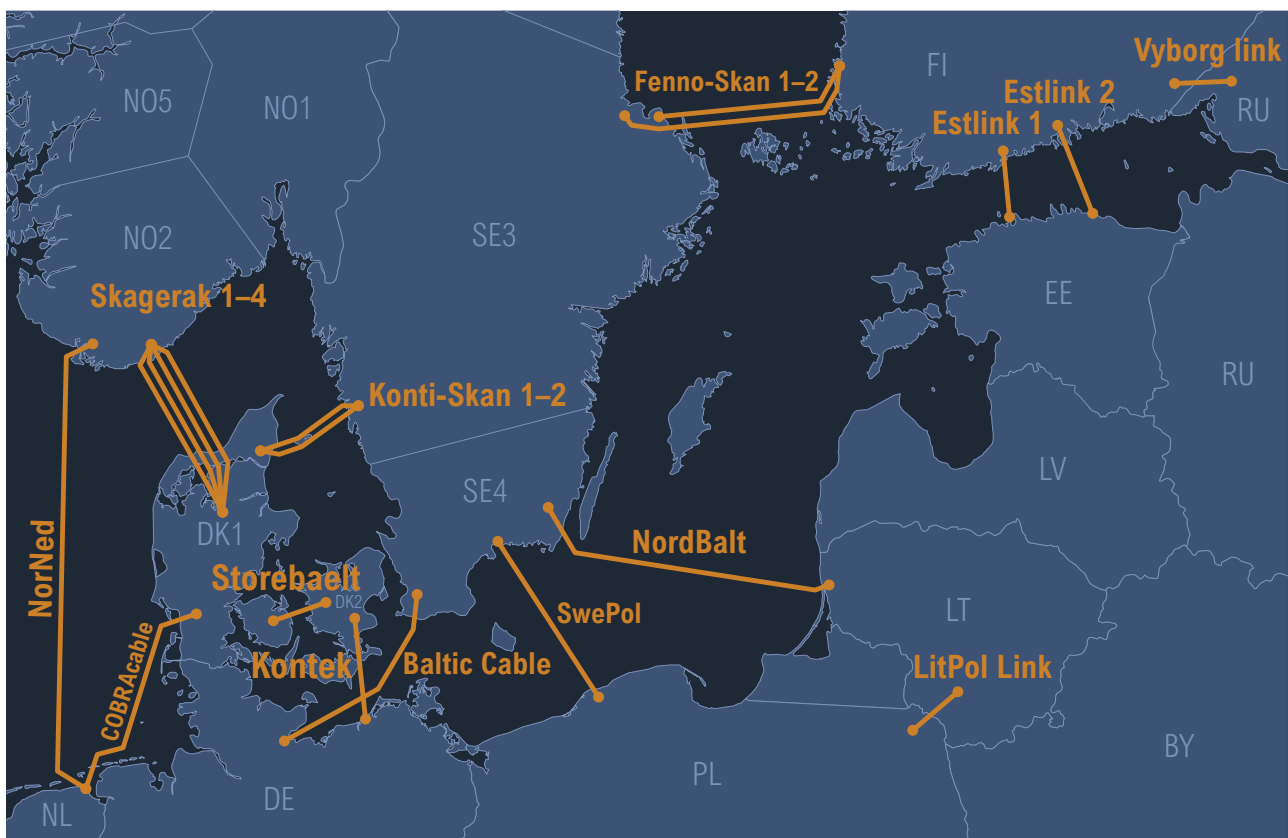 Vyborg link
FI
Fenno-Skan 1–2
NO5
NO1
Estlink 2
RU
Estlink 1
NO2
SE3
Skagerak 1–4
EE
RU
Konti-Skan 1–2
LV
SE4
DK1
NorNed
NordBalt
Storebaelt
DK2
SwePol
LT
COBRAcable
Kontek
Baltic Cable
LitPol Link
BY
PL
DE
NL